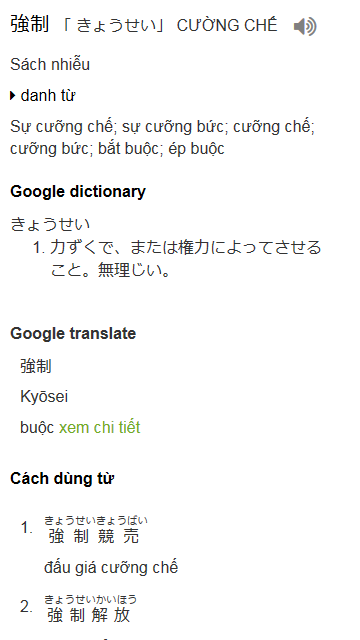 強制 「 きょうせい」 CƯỜNG CHẾ
Sách nhiễu
danh từ
Sự cưỡng chế; sự cưỡng bức; cưỡng chế;
cưỡng bức; bắt buộc; ép buộc
Google dictionary
きょうせい
1. 力ずくで、または権力によってさせる
こと。無理じい。
Google translate
強制
Kyōsei
buộc xem chi tiết
Cách dùng từ
きょうせいきょうばい
1. 強制競売
đấu giá cưỡng chế
きょうせいかいほう
2. 強制解放